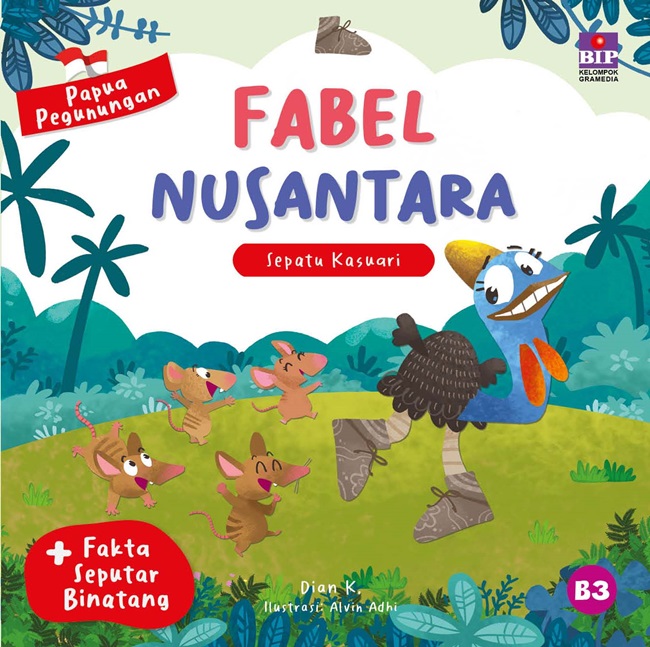 Papua
Pegunungan
BIP
KELOMPOK
GRAMEDIA
FABEL
NUSANTARA
Sepatu Kasuari
+ Fakta
Seputar
Binatang
Dian K.
Ilustrasi: Alvin Adhi
B3